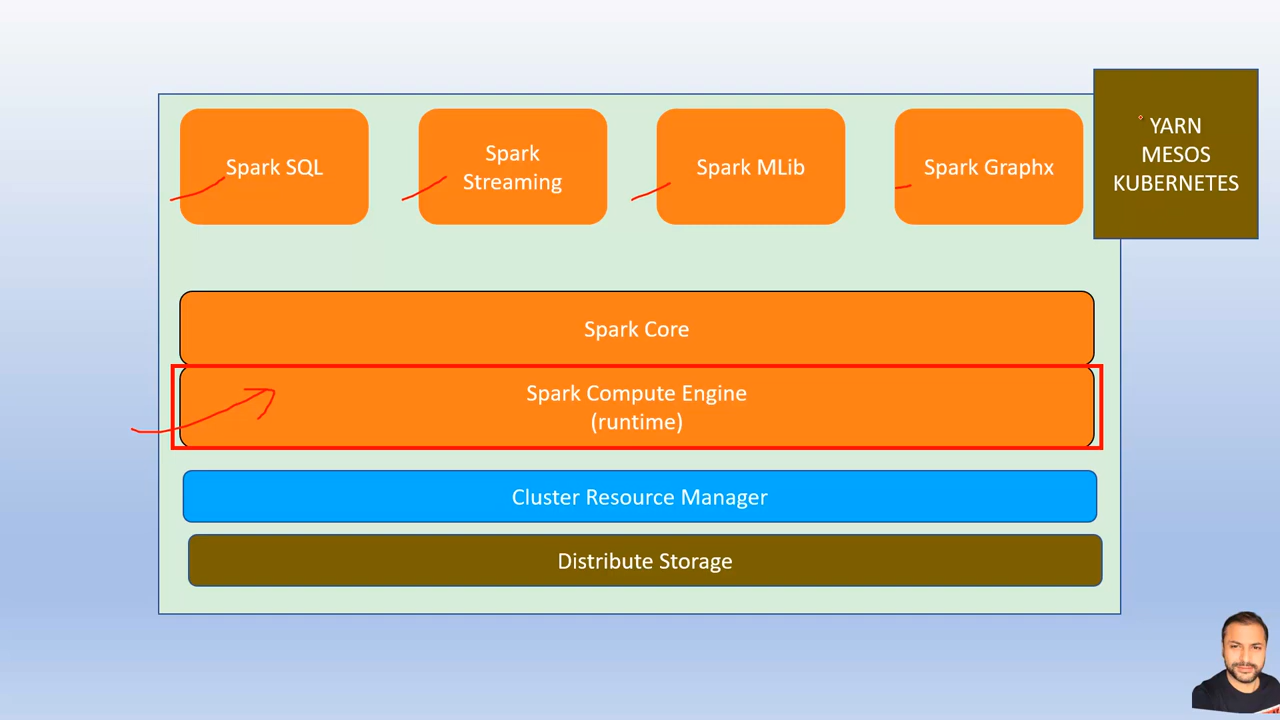 Spark SQL
Spark
Streaming
Spark MLib
Spark Graphx
YARN
MESOS
KUBERNETES
Spark Core
Spark Compute Engine
(runtime)
Cluster Resource Manager
Distribute Storage